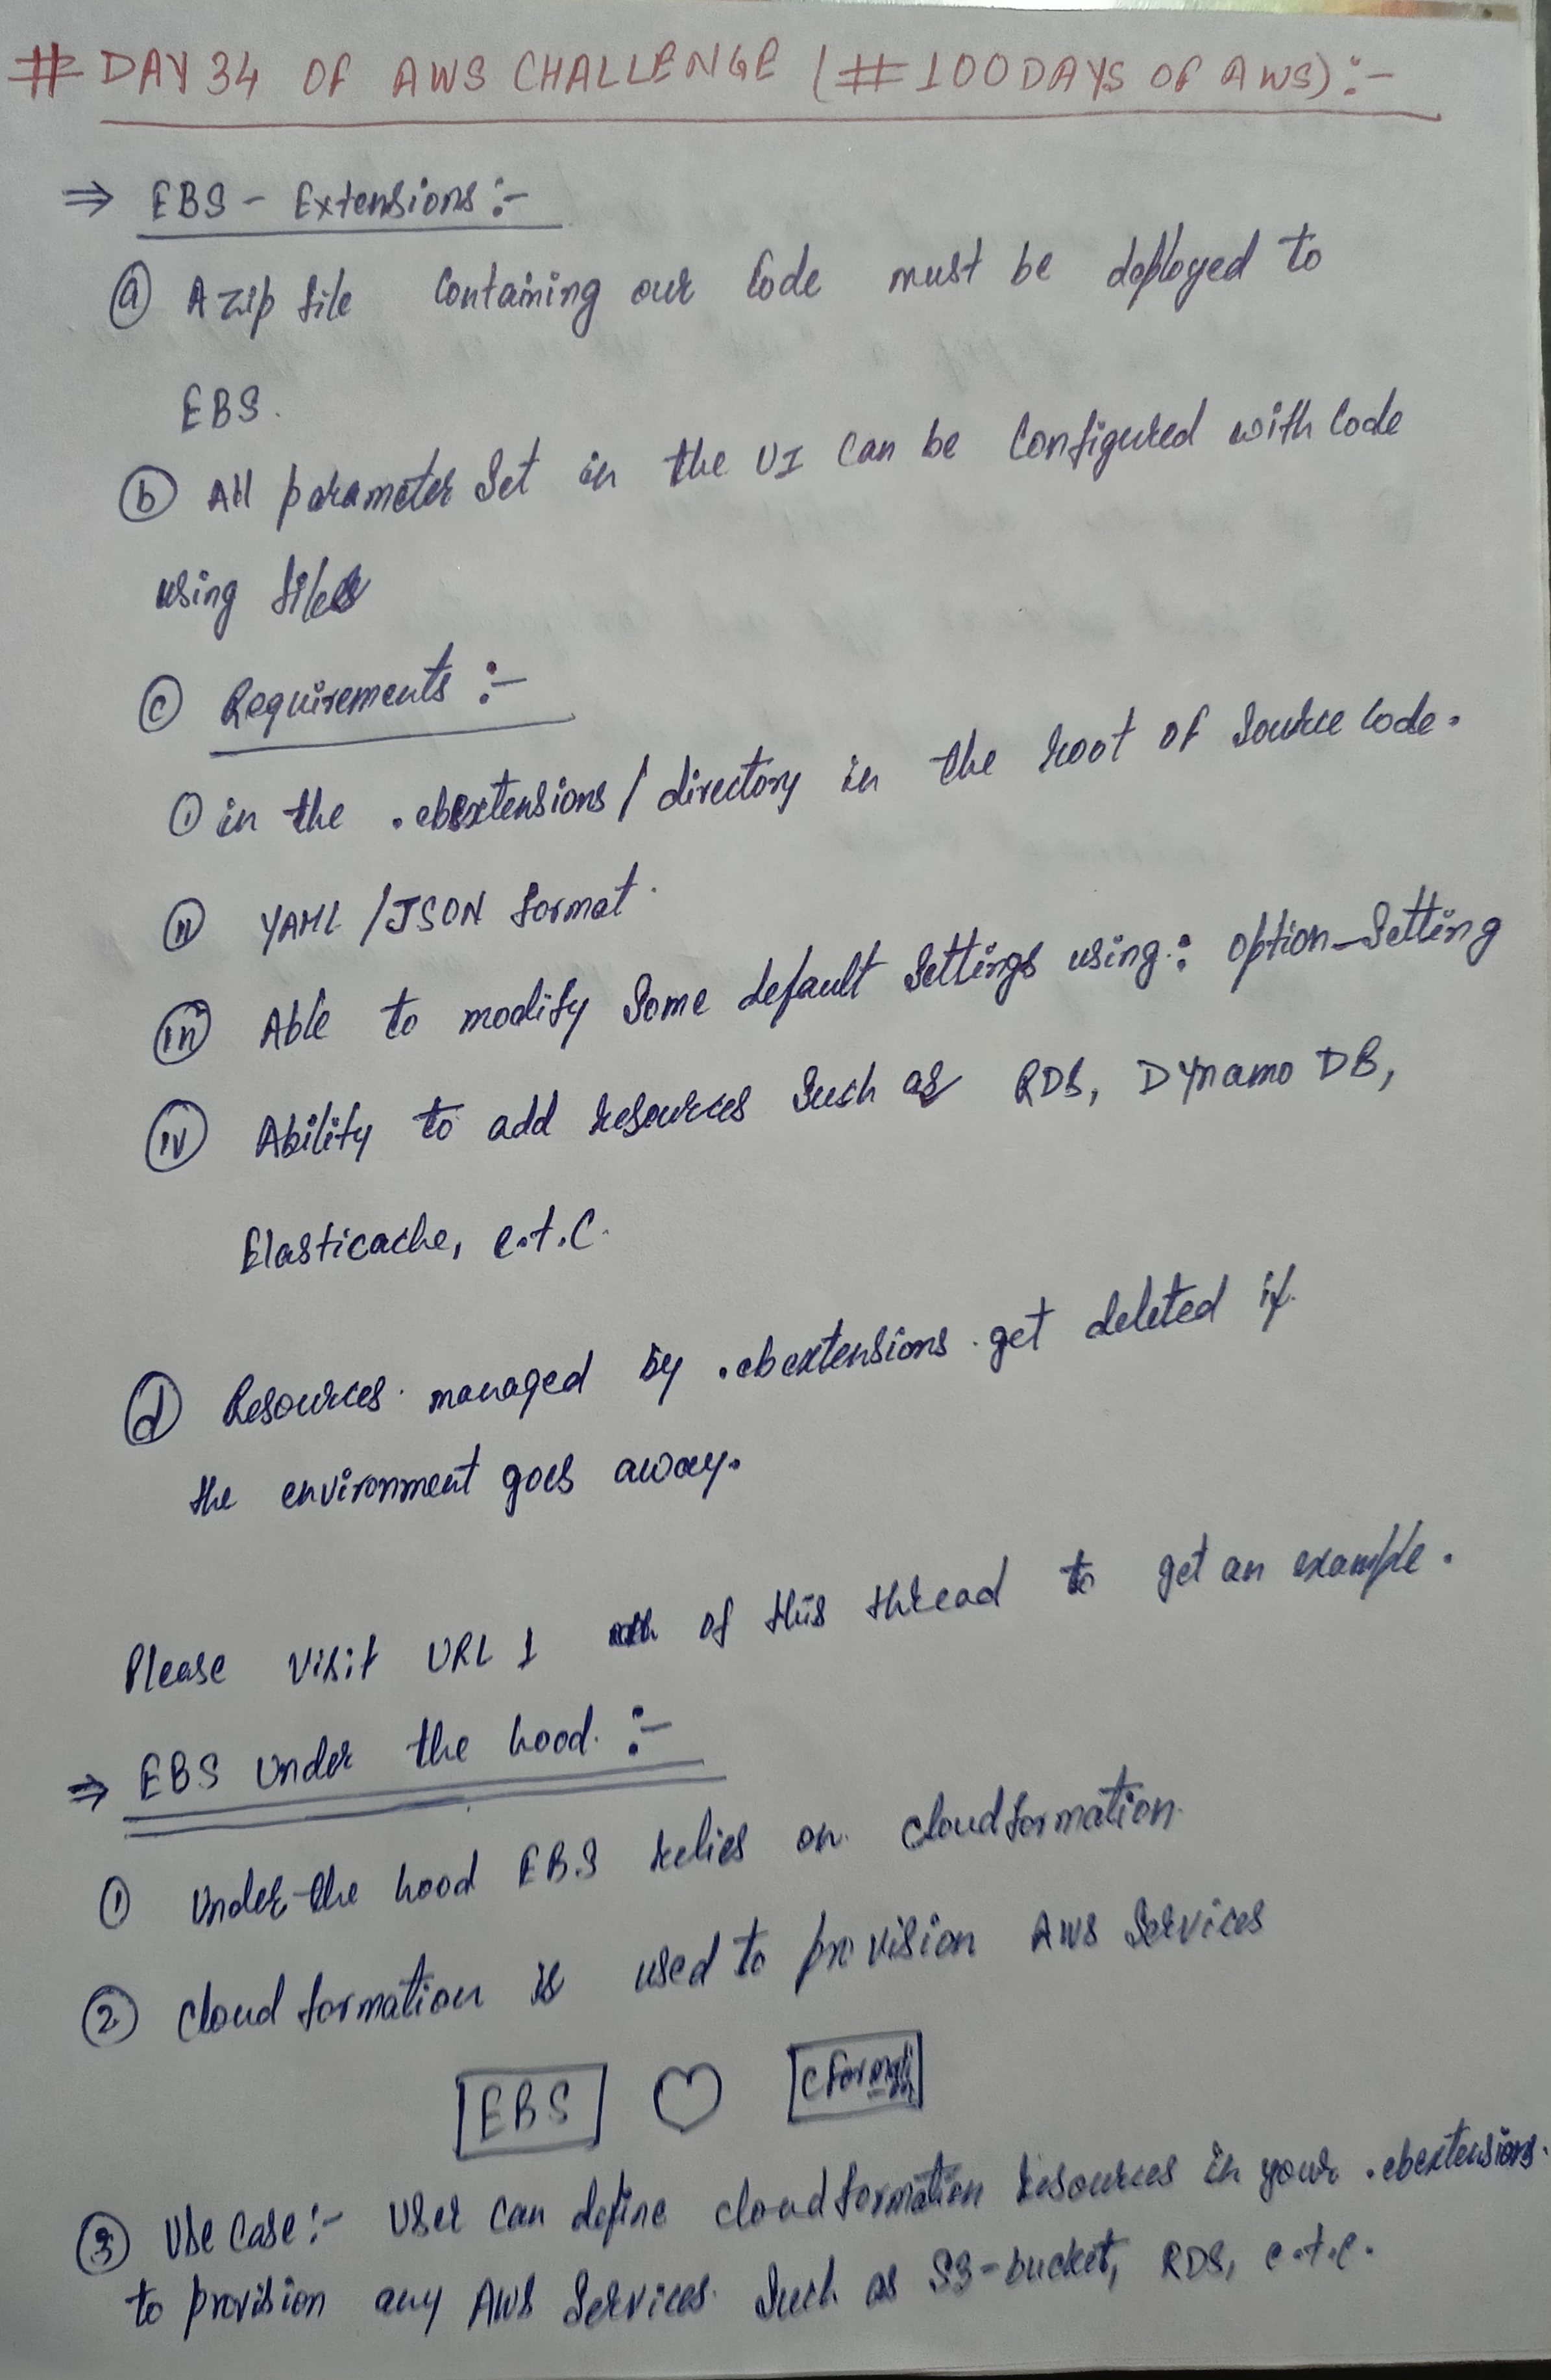 # DAY 34 OF AWS CHALLENGE (#100DAYS OF AWS):-
⇒ EBS - Extensions:-
ⓐ A zip file Containing our Code must be deployed to
EBS.
ⓑ All parameter Set in the UI Can be Configured with Code
using files
ⓒ Requirements :-
① in the .ebextensions/directory in the root of Source Code.
ⓘⓘ YAML/JSON format.
ⓘⓘⓘ Able to modify Some default Settings using: option_Setting
ⓘⓥ Ability to add resources Such as RDS, Dynamo DB,
Elasticache, e.t.c.
ⓓ Resources managed by .ebextensions get deleted if
the environment goes away.
Please visit URL 1 of this thread to get an example.
⇒ EBS under the hood :-
① Under-the hood EBS relies on cloudformation
② Cloud formation is used to provision AWS Services
EBS ♡ CFormation
③ Use Case:- User can define cloudformation resources in your .ebextensions
to provision any AWS Services Such as S3-bucket, RDS, e.t.c.